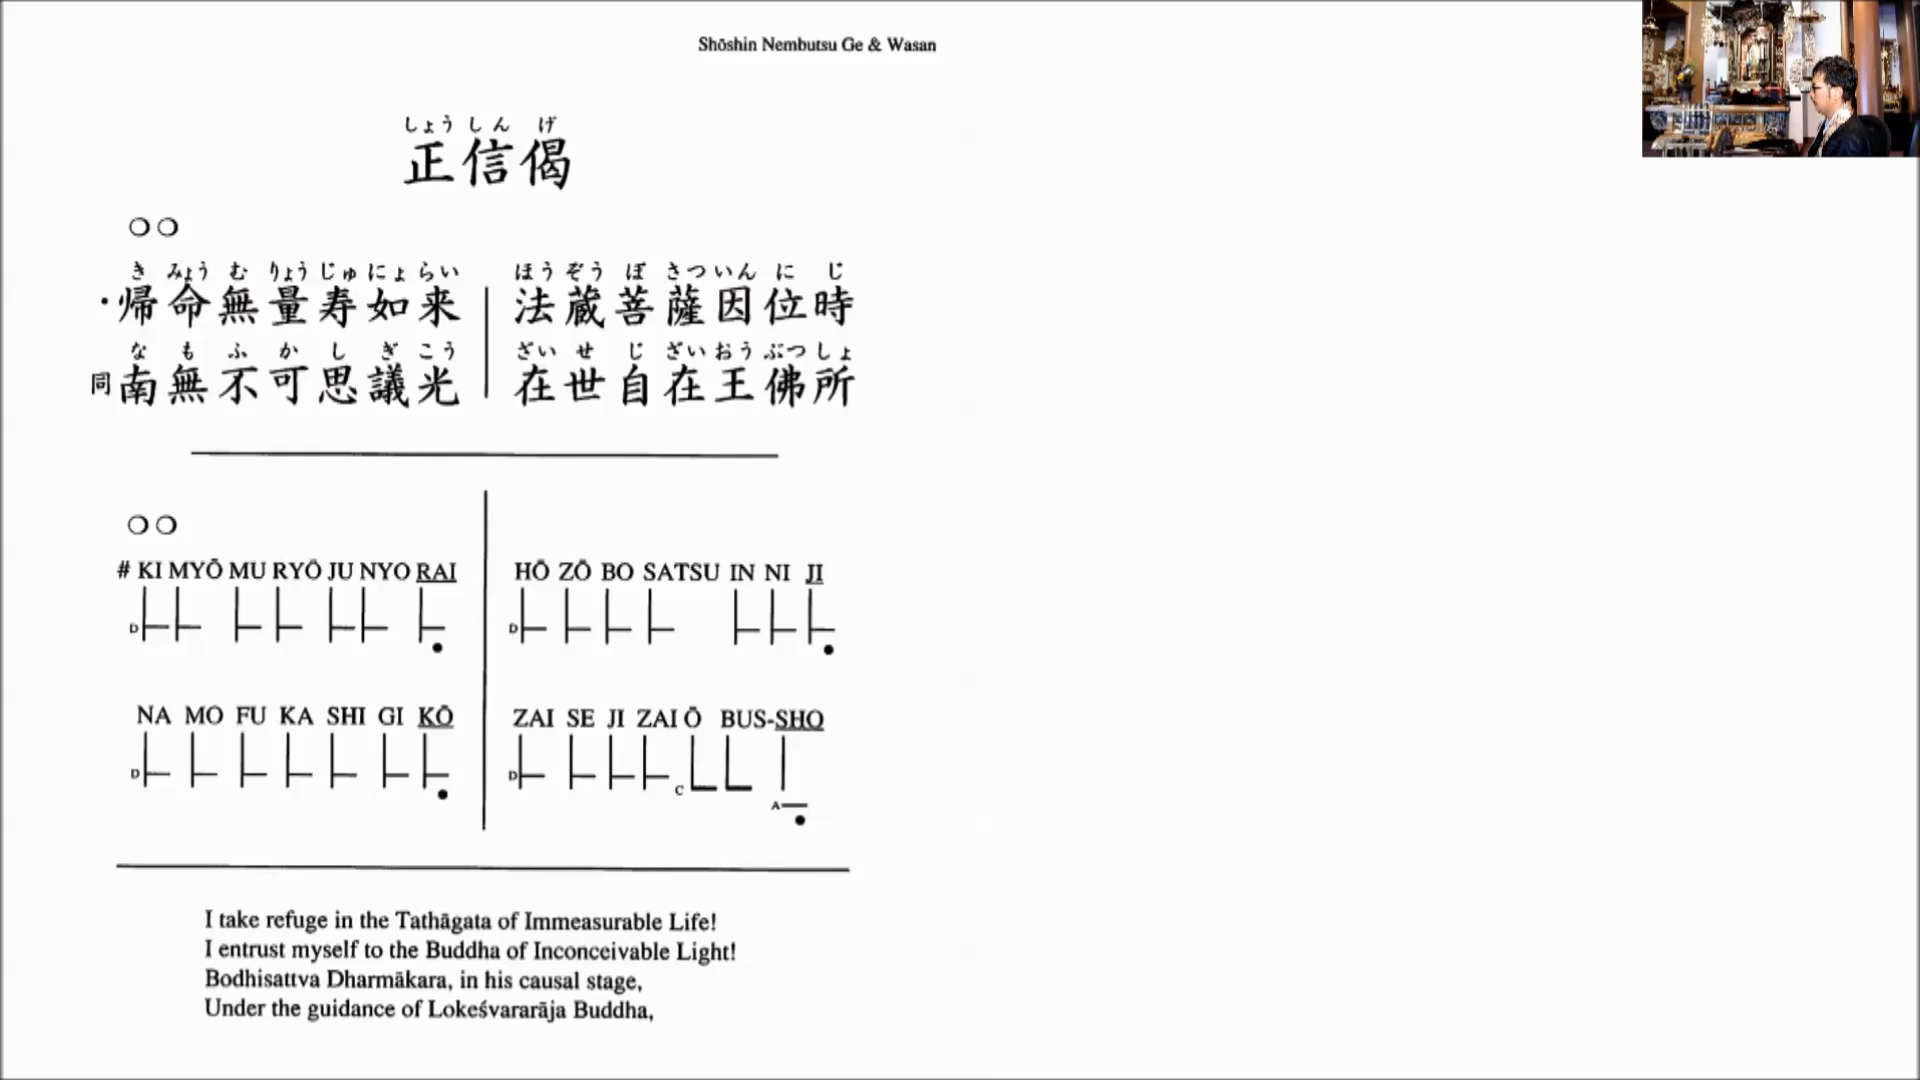 Shōshin Nembutsu Ge & Wasan
しょう しん げ
正信偈
き みょう む りょう じゅ にょ らい
・帰命無量寿如来
な も ふ か し ぎ こう
同 南無不可思議光
ほう ぞう ぼ さつ いん に じ
法蔵菩薩因位時
ざい せ じ ざい おう ぶつ しょ
在世自在王佛所
# KI MYŌ MU RYŌ JU NYO RAI
D
NA MO FU KA SHI GI KŌ
D
HŌ ZŌ BO SATSU IN NI JI
D
ZAI SE JI ZAI Ō BUS-SHO
D C A
I take refuge in the Tathāgata of Immeasurable Life!
I entrust myself to the Buddha of Inconceivable Light!
Bodhisattva Dharmākara, in his causal stage,
Under the guidance of Lokeśvararāja Buddha,